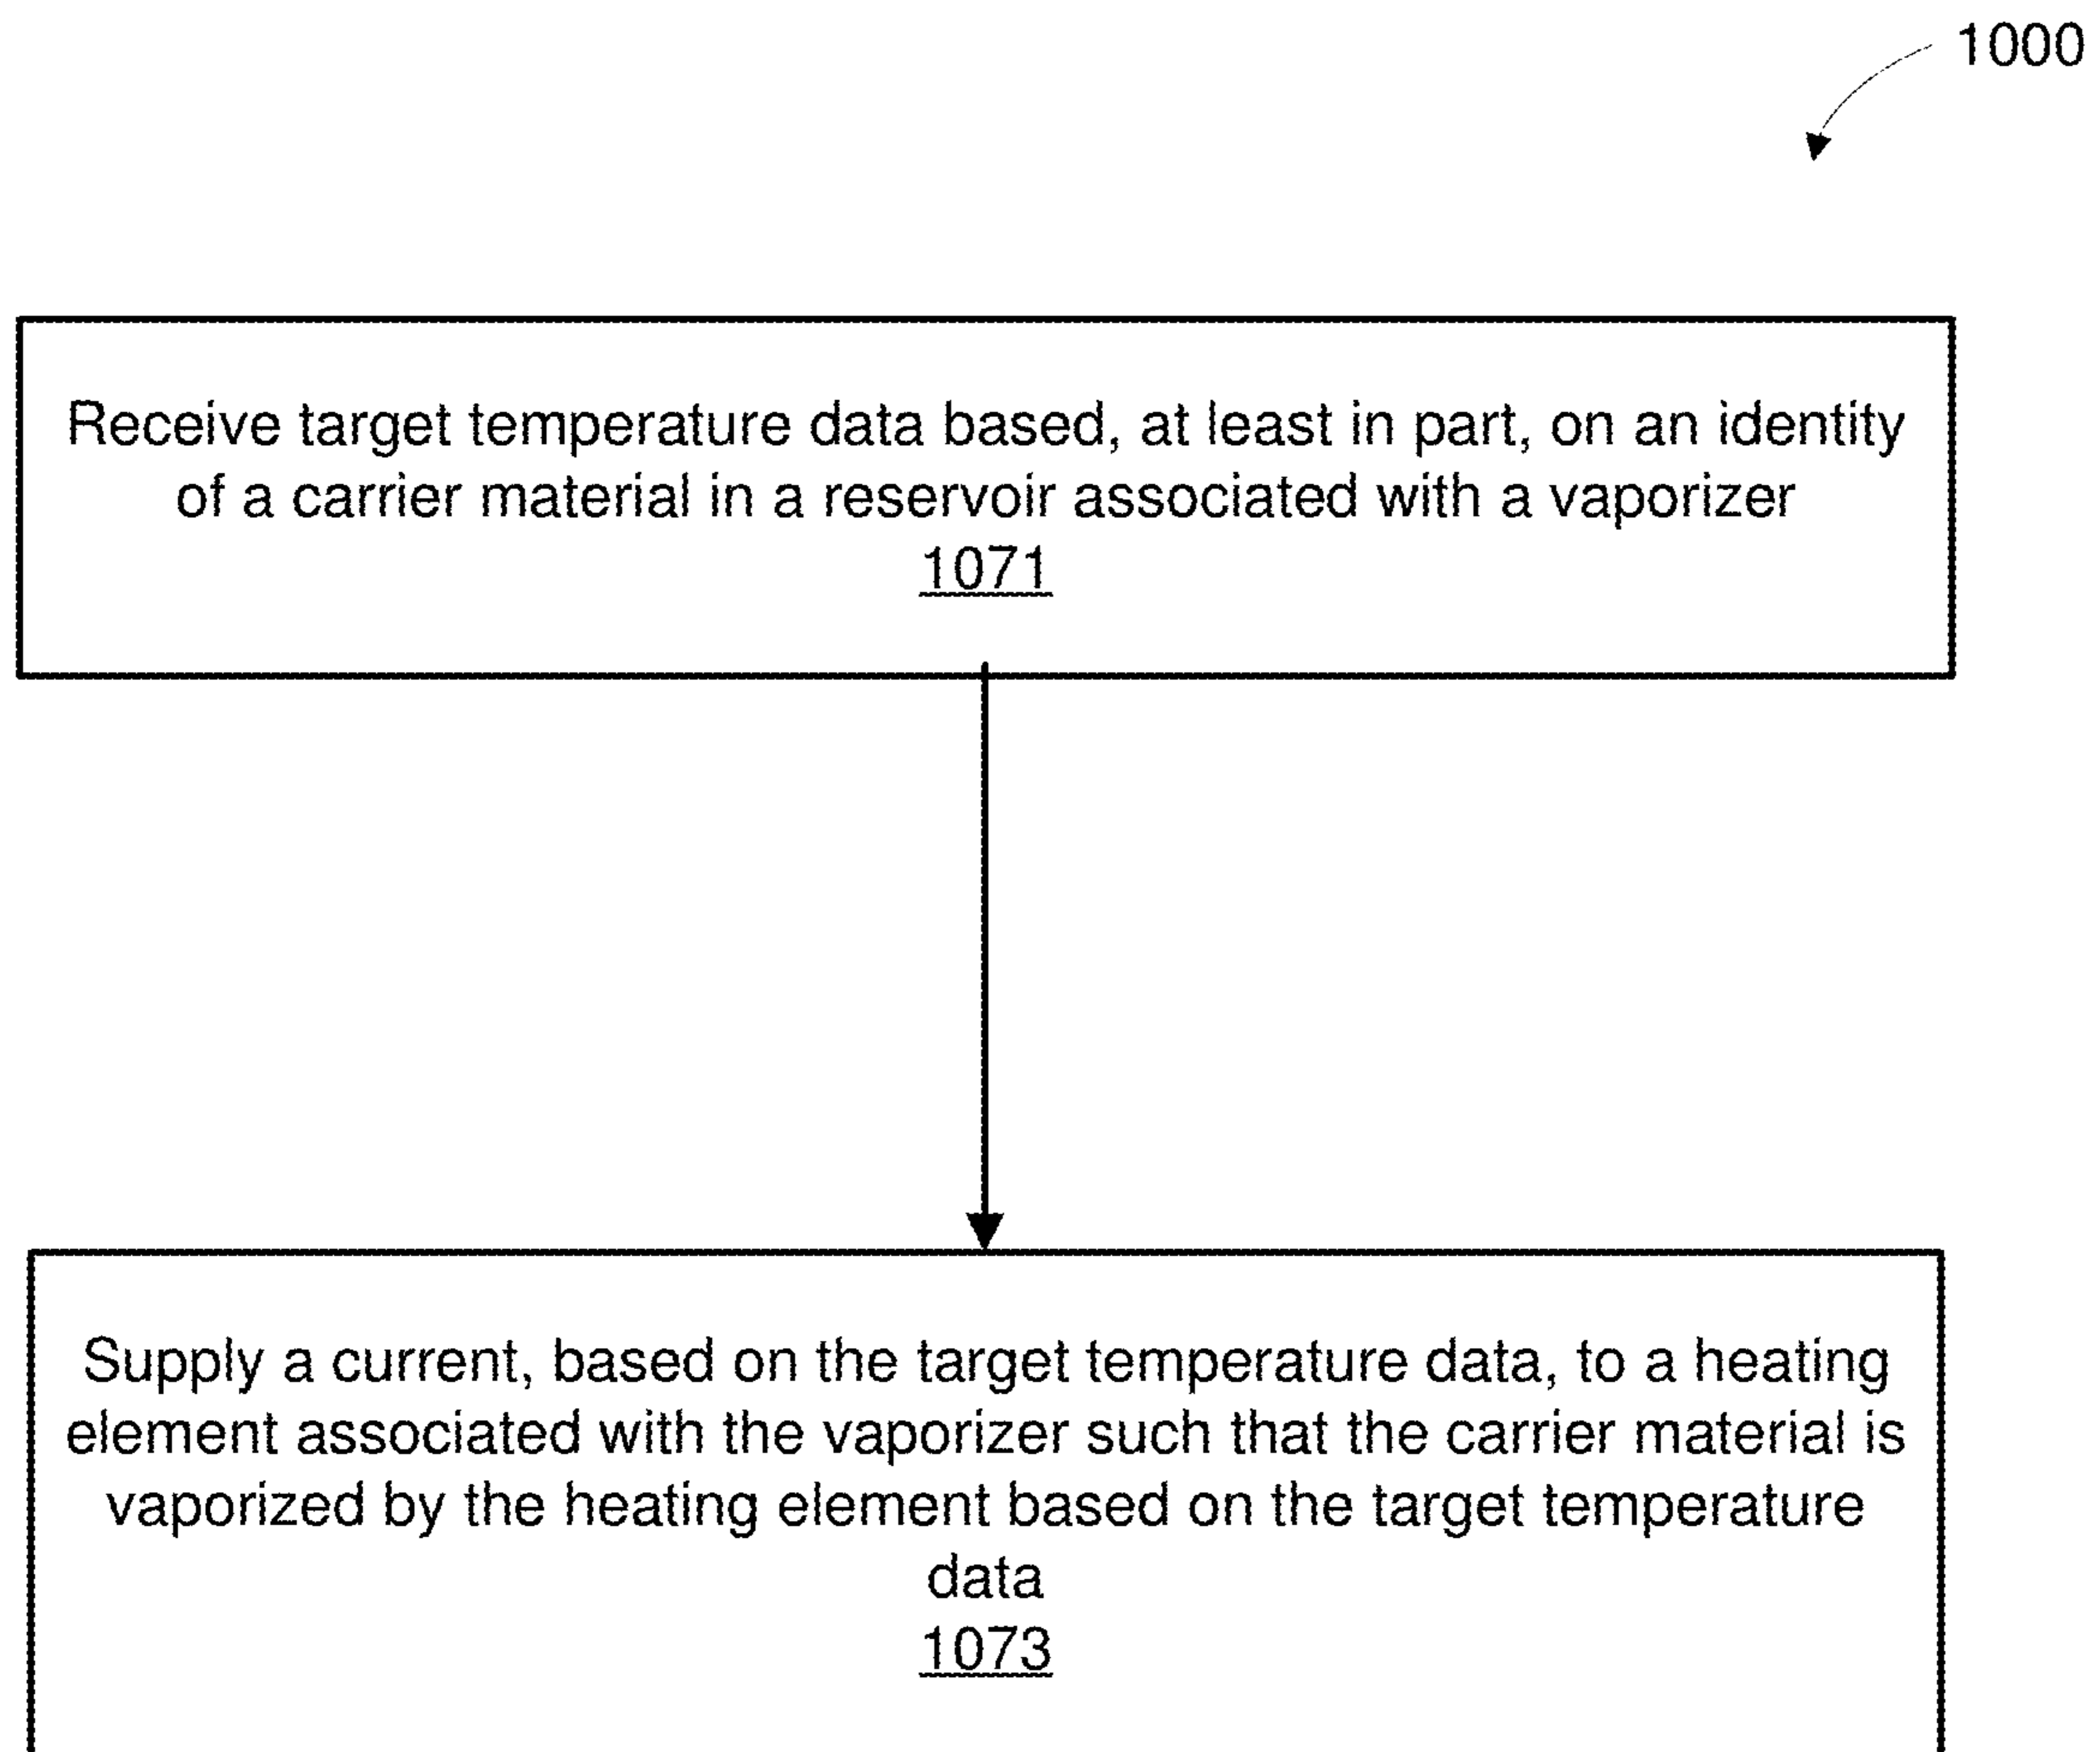 1000
Receive target temperature data based, at least in part, on an identity
of a carrier material in a reservoir associated with a vaporizer
1071
Supply a current, based on the target temperature data, to a heating
element associated with the vaporizer such that the carrier material is
vaporized by the heating element based on the target temperature
data
1073